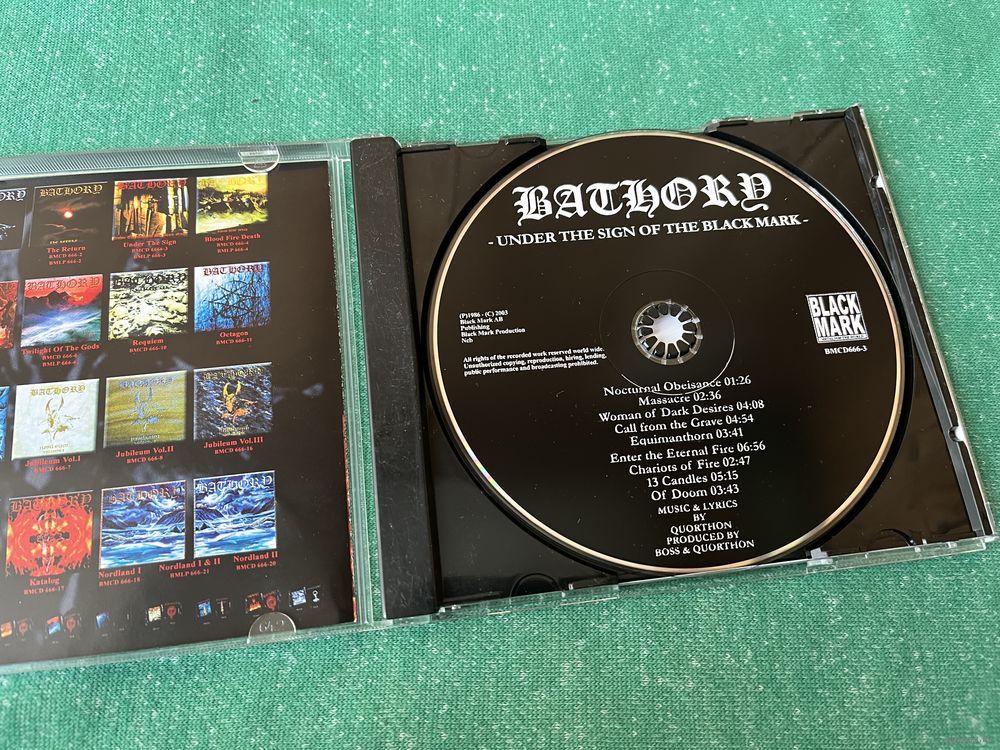 BATHORY
The Return
BMCD 666-2
BMLP 666-2
BATHORY
Under The Sign
BMCD 666-3
BMLP 666-3
BATHORY
Blood Fire Death
BMCD 666-4
BMLP 666-4
BATHORY
Twilight Of The Gods
BMCD 666-6
BMLP 666-6
BATHORY
Requiem
BMCD 666-10
BATHORY
Octagon
BMCD 666-11
BATHORY
Jubileum Vol.I
BMCD 666-7
BATHORY
Jubileum Vol.II
BMCD 666-8
BATHORY
Jubileum Vol.III
BMCD 666-16
BATHORY
Katalog
BMCD 666-17
BATHORY
Nordland I
BMCD 666-18
Nordland I & II
BMLP 666-21
BATHORY
Nordland II
BMCD 666-20
642
BATHORY
- UNDER THE SIGN OF THE BLACK MARK -
(P)1986 - (C) 2003
Black Mark AB
Publishing
Black Mark Production
Ncb
All rights of the recorded work reserved world wide.
Unauthorized copying, reproduction, hiring, lending,
public performance and broadcasting prohibited.
BLACK
MARK
BMCD666-3
Nocturnal Obeisance 01:26
Massacre 02:36
Woman of Dark Desires 04:08
Call from the Grave 04:54
Equimanthorn 03:41
Enter the Eternal Fire 06:56
Chariots of Fire 02:47
13 Candles 05:15
Of Doom 03:43
MUSIC & LYRICS
BY
QUORTHON
PRODUCED BY
BOSS & QUORTHON